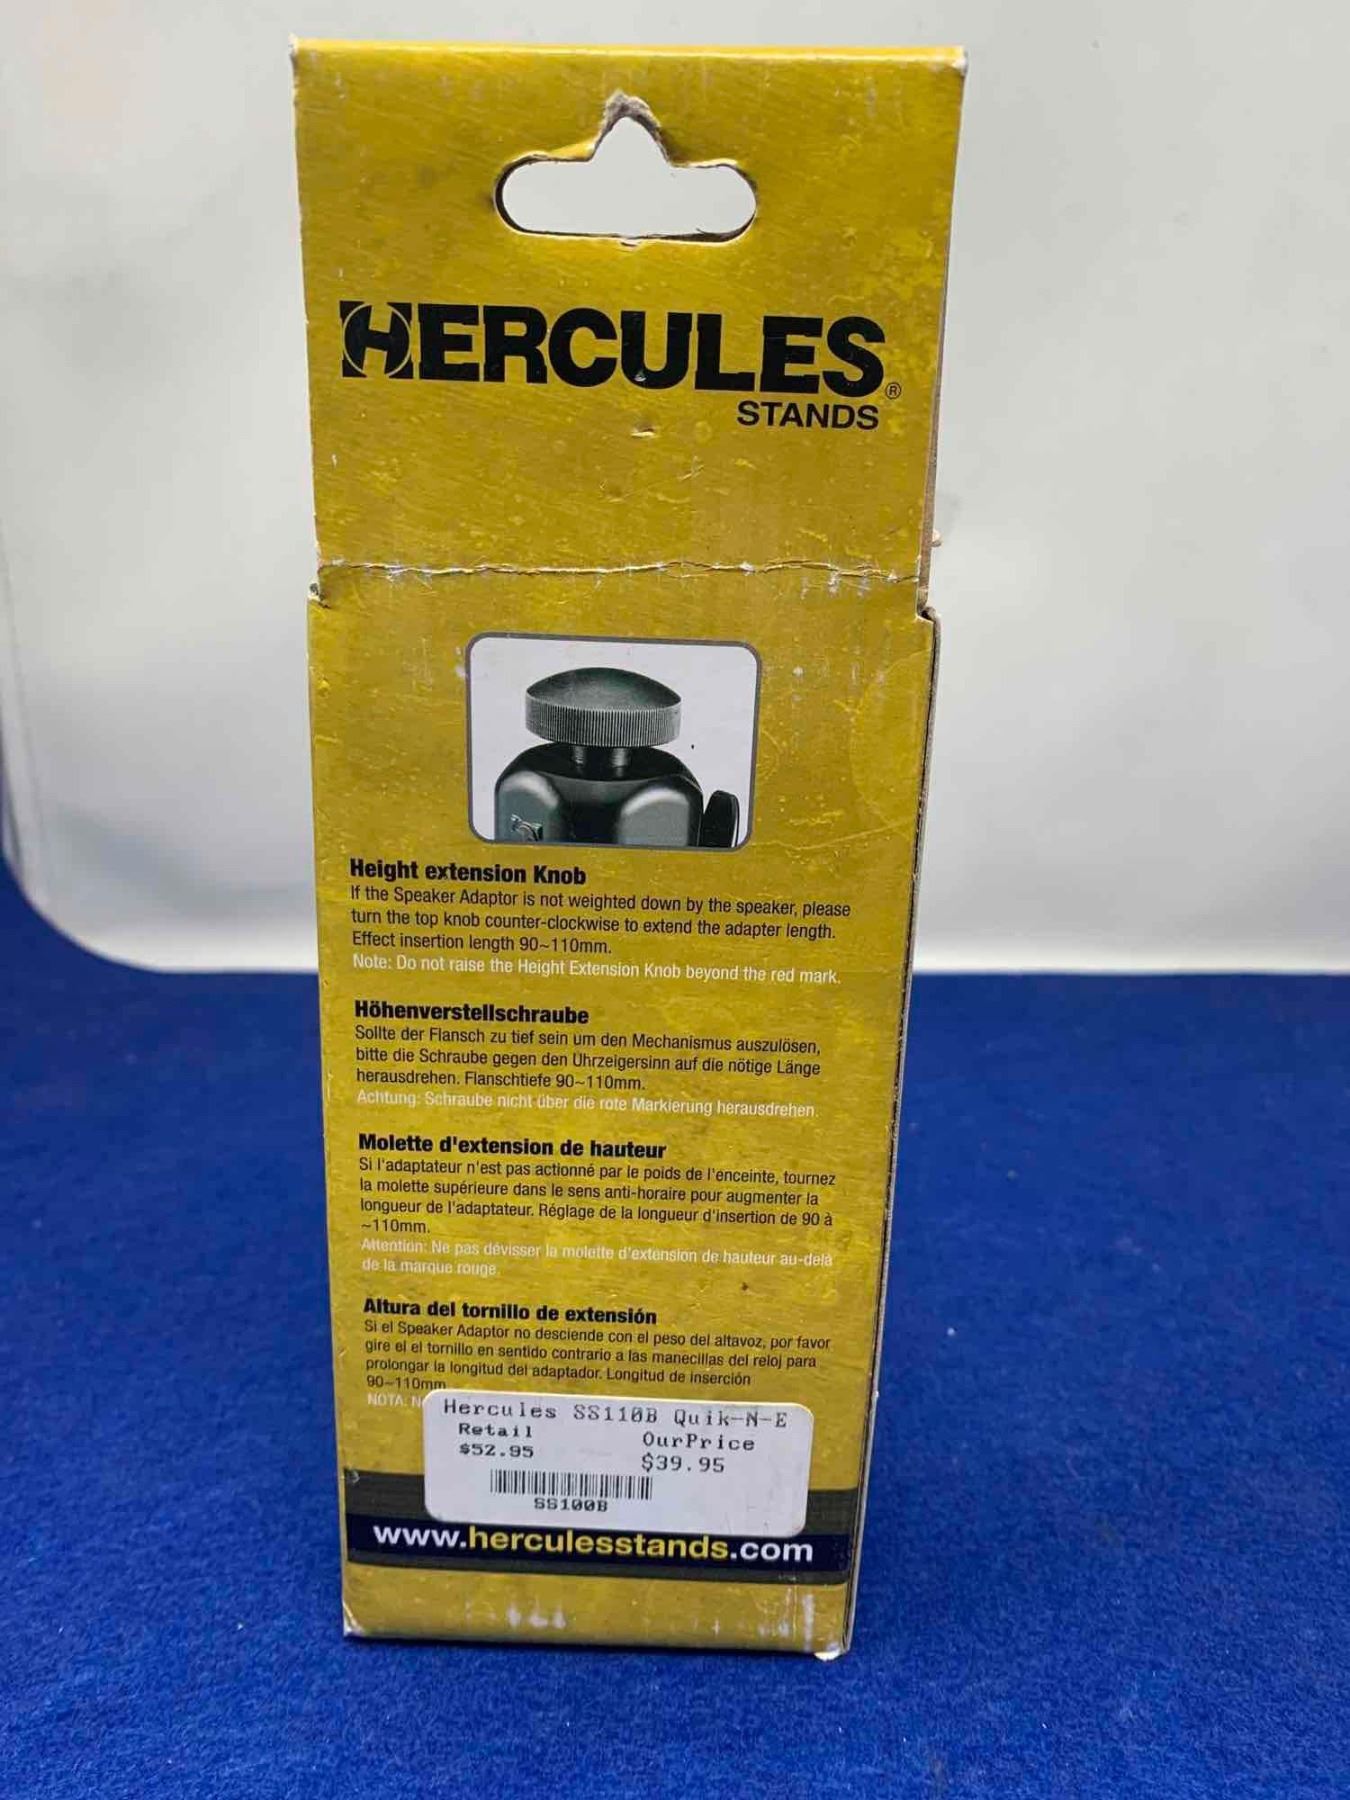 HERCULES®
STANDS
Height extension Knob
If the Speaker Adaptor is not weighted down by the speaker, please
turn the top knob counter-clockwise to extend the adapter length.
Effect insertion length 90~110mm.
Note: Do not raise the Height Extension Knob beyond the red mark.
Höhenverstellschraube
Sollte der Flansch zu tief sein um den Mechanismus auszulösen,
bitte die Schraube gegen den Uhrzeigersinn auf die nötige Länge
herausdrehen. Flanschtiefe 90~110mm.
Achtung: Schraube nicht über die rote Markierung herausdrehen.
Molette d'extension de hauteur
Si l'adaptateur n'est pas actionné par le poids de l'enceinte, tournez
la molette supérieure dans le sens anti-horaire pour augmenter la
longueur de l'adaptateur. Réglage de la longueur d'insertion de 90 à
~110mm.
Attention: Ne pas dévisser la molette d'extension de hauteur au-delà
de la marque rouge.
Altura del tornillo de extensión
Si el Speaker Adaptor no desciende con el peso del altavoz, por favor
gire el el tornillo en sentido contrario a las manecillas del reloj para
prolongar la longitud del adaptador. Longitud de inserción
90~110mm
NOTA: N
Hercules SS110B Quik-N-E
Retail OurPrice
$52.95 $39.95
SS100B
www.herculesstands.com